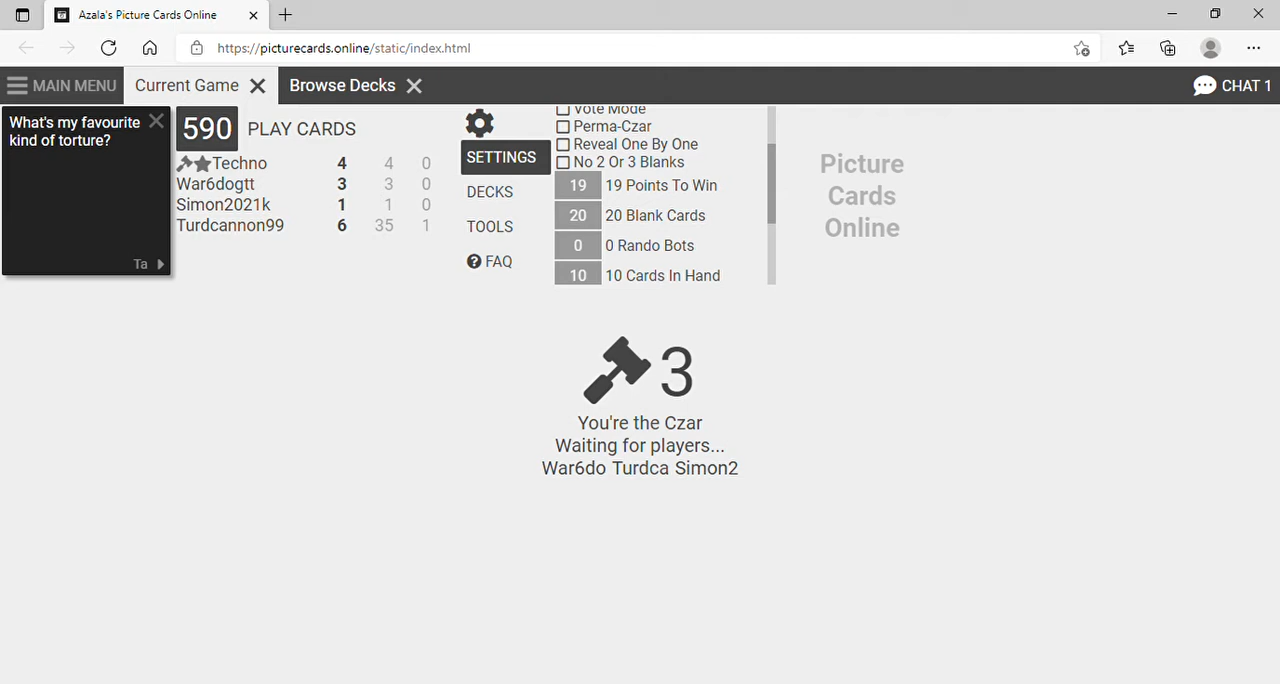 Azala's Picture Cards Online
https://picturecards.online/static/index.html
MAIN MENU
Current Game
Browse Decks
CHAT 1
What's my favourite
kind of torture?
Ta
590 PLAY CARDS
Techno 4 4 0
War6dogtt 3 3 0
Simon2021k 1 1 0
Turdcannon99 6 35 1
SETTINGS
DECKS
TOOLS
FAQ
Vote Mode
Perma-Czar
Reveal One By One
No 2 Or 3 Blanks
19 19 Points To Win
20 20 Blank Cards
0 0 Rando Bots
10 10 Cards In Hand
Picture
Cards
Online
3
You're the Czar
Waiting for players...
War6do Turdca Simon2